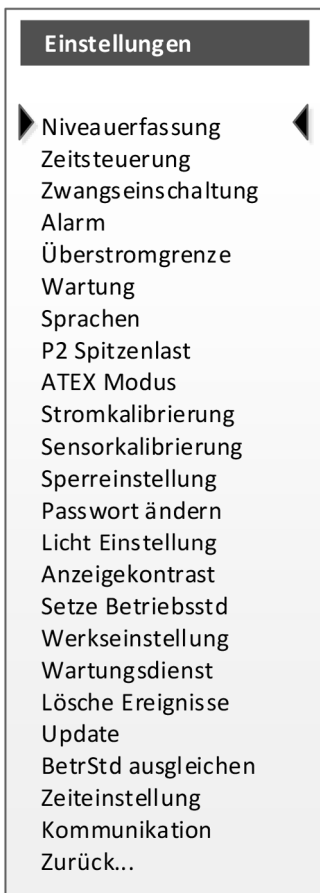 Einstellungen
Niveauerfassung
Zeitsteuerung
Zwangseinschaltung
Alarm
Überstromgrenze
Wartung
Sprachen
P2 Spitzenlast
ATEX Modus
Stromkalibrierung
Sensorkalibrierung
Sperreinstellung
Passwort ändern
Licht Einstellung
Anzeigekontrast
Setze Betriebsstd
Werkseinstellung
Wartungsdienst
Lösche Ereignisse
Update
BetrStd ausgleichen
Zeiteinstellung
Kommunikation
Zurück...